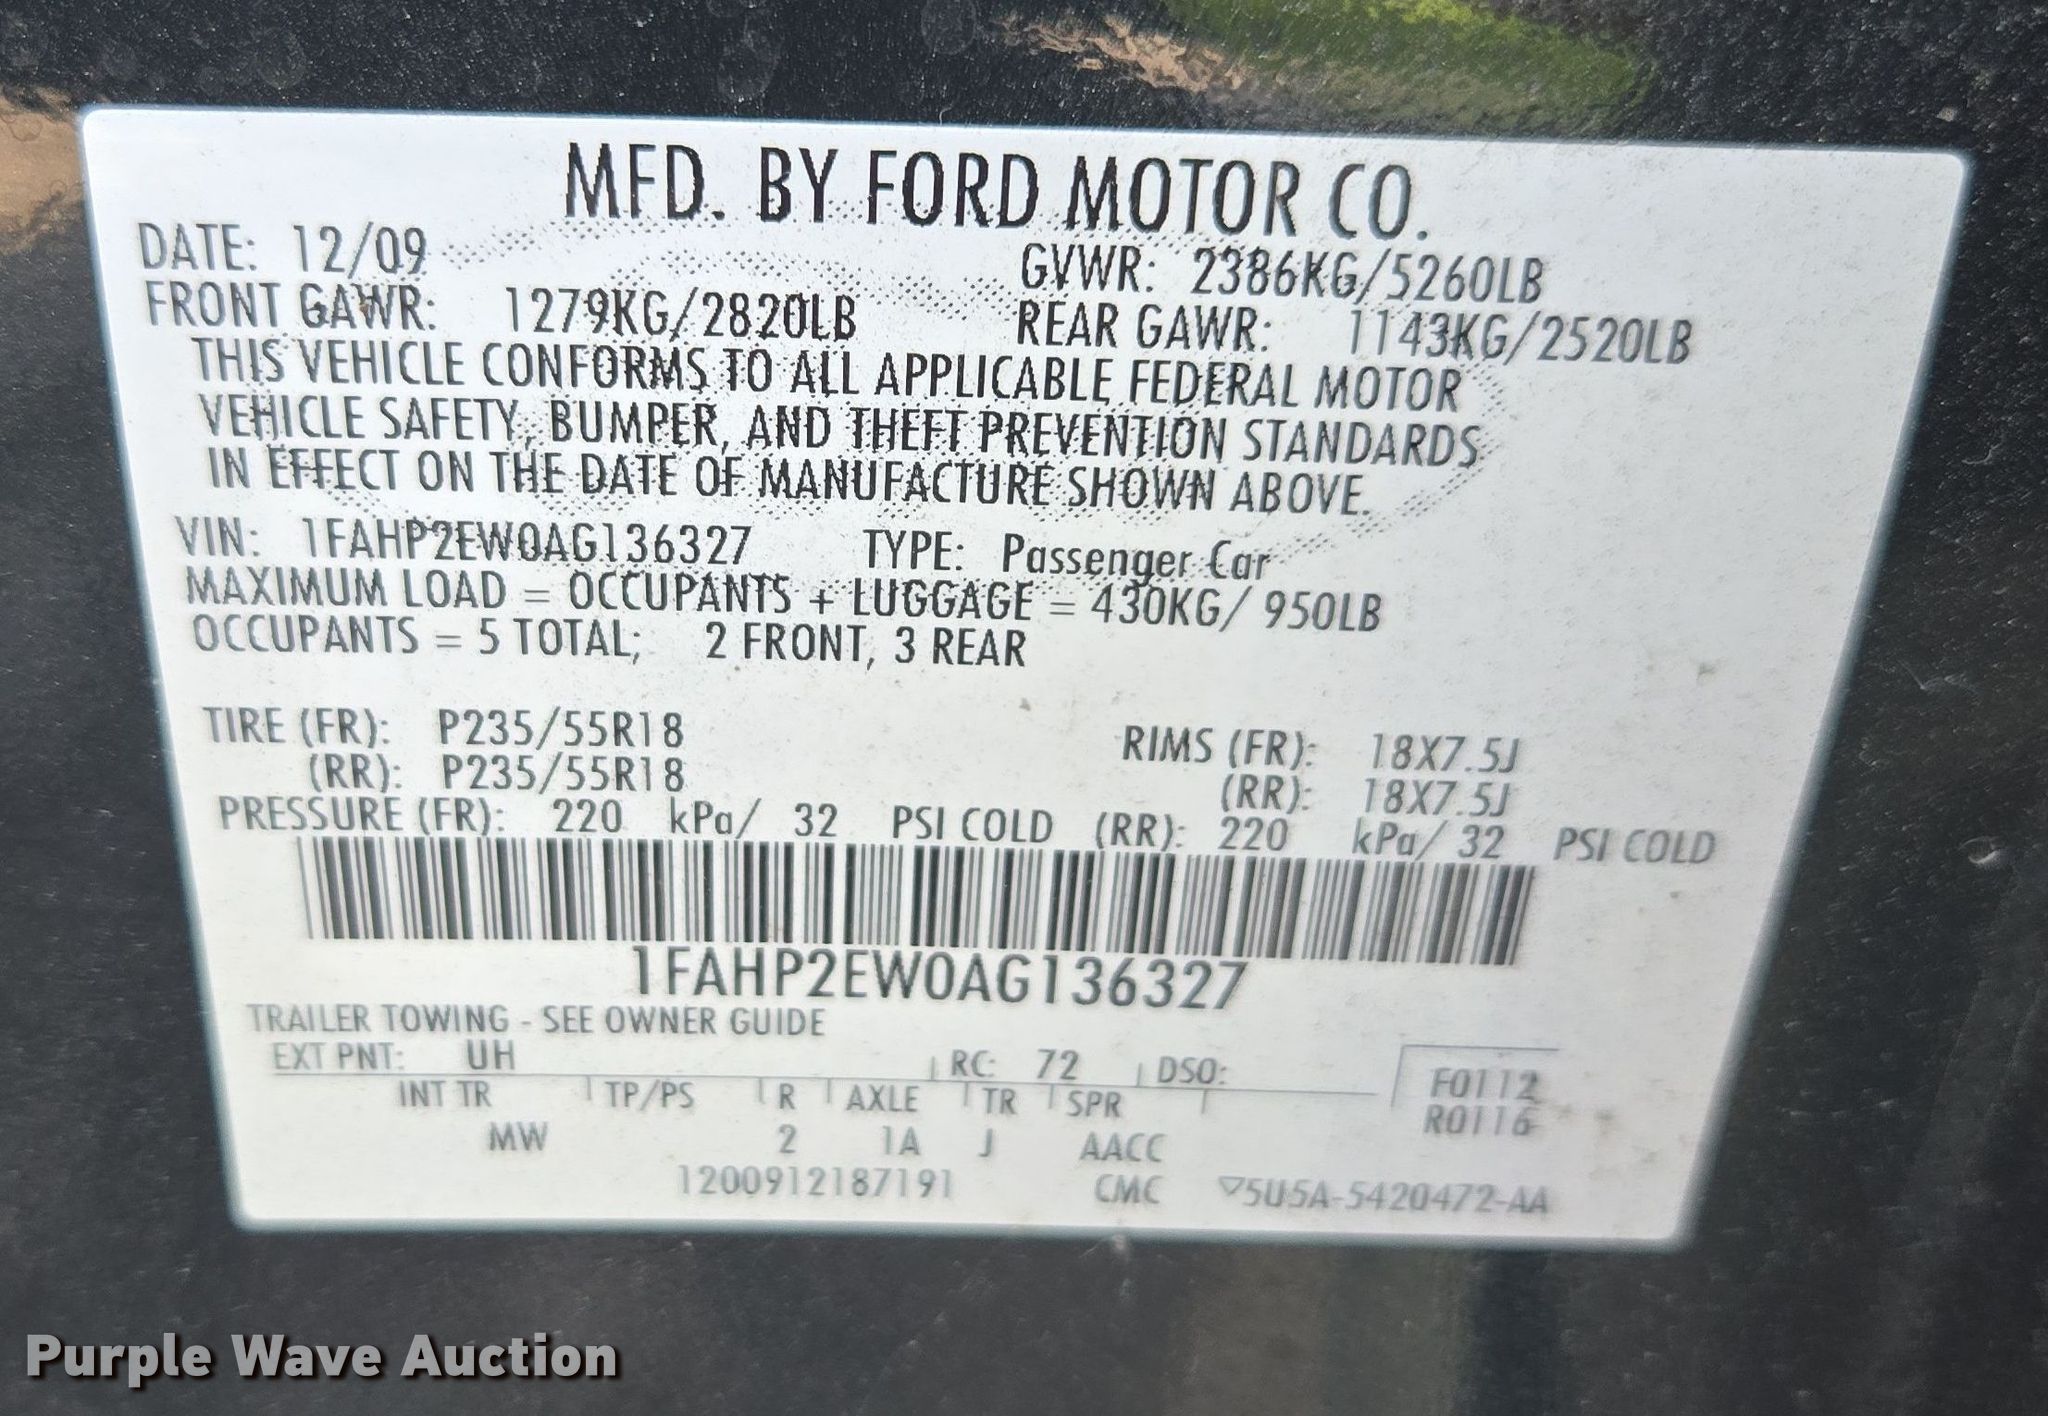 MFD. BY FORD MOTOR CO.
DATE: 12/09 GVWR: 2386KG/5260LB
FRONT GAWR: 1279KG/2820LB REAR GAWR: 1143KG/2520LB
THIS VEHICLE CONFORMS TO ALL APPLICABLE FEDERAL MOTOR
VEHICLE SAFETY, BUMPER, AND THEFT PREVENTION STANDARDS
IN EFFECT ON THE DATE OF MANUFACTURE SHOWN ABOVE.
VIN: 1FAHP2EW0AG136327 TYPE: Passenger Car
MAXIMUM LOAD = OCCUPANTS + LUGGAGE = 430KG/ 950LB
OCCUPANTS = 5 TOTAL; 2 FRONT, 3 REAR
TIRE (FR): P235/55R18 RIMS (FR): 18X7.5J
(RR): P235/55R18 (RR): 18X7.5J
PRESSURE (FR): 220 kPa/ 32 PSI COLD (RR): 220 kPa/ 32 PSI COLD
1FAHP2EW0AG136327
TRAILER TOWING - SEE OWNER GUIDE
EXT PNT: UH RC: 72 DSO: F0112
INT TR TP/PS R AXLE TR SPR R0116
MW 2 1A J AACC
1200912187191 CMC ▽5U5A-5420472-AA
Purple Wave Auction